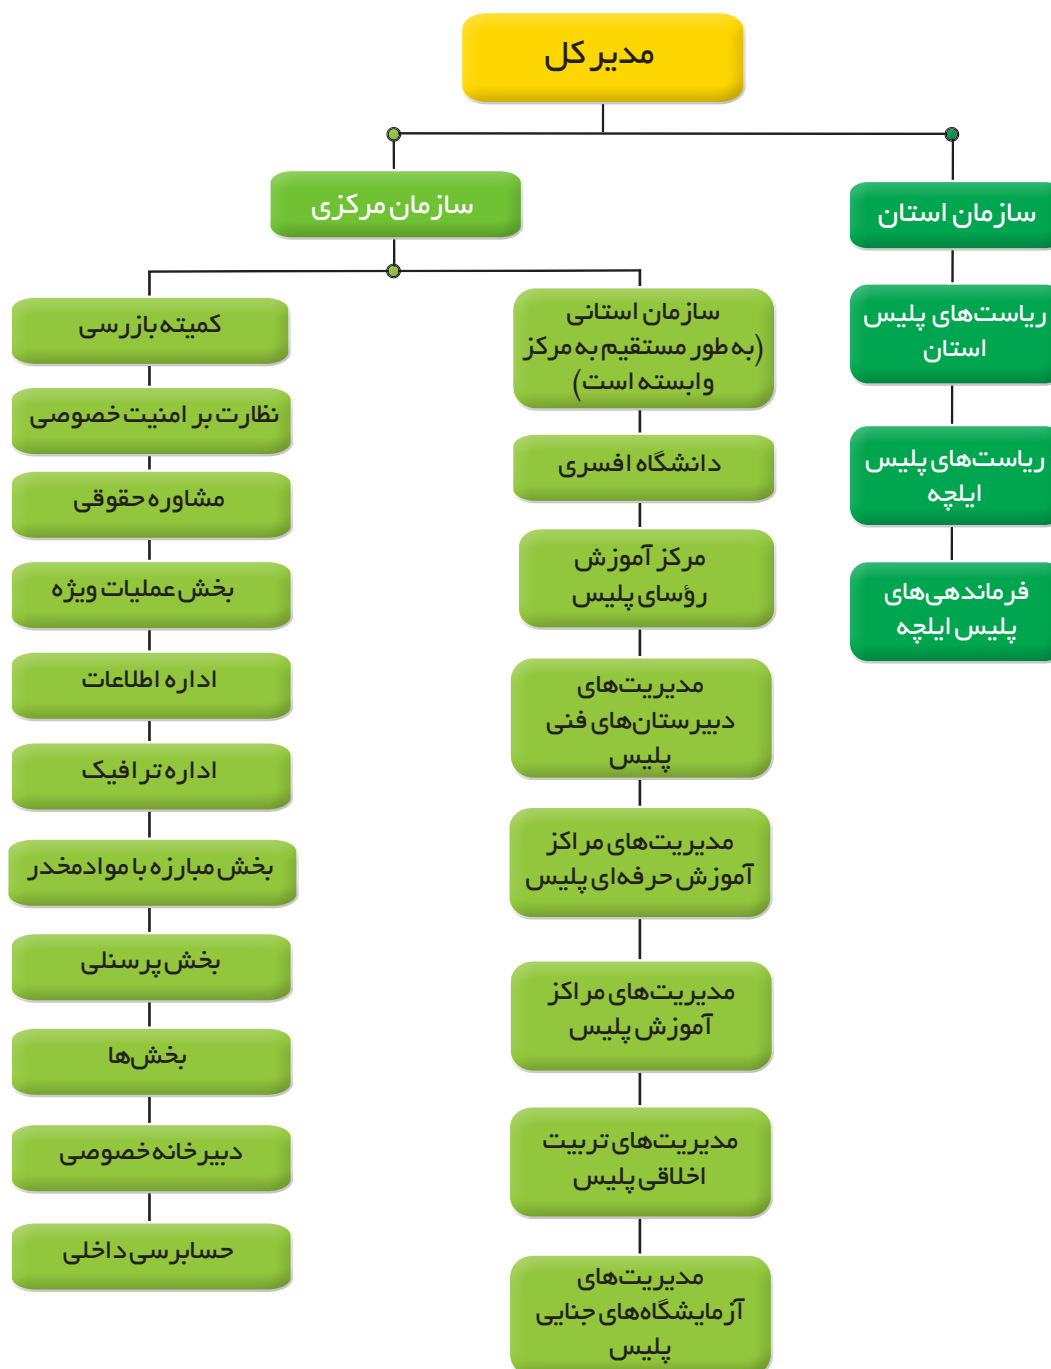 مدیر کل
سازمان استان
ریاست‌های پلیس
استان
ریاست‌های پلیس
ایلچه
فرماندهی‌های
پلیس ایلچه
سازمان مرکزی
سازمان استانی
(به طور مستقیم به مرکز
وابسته است)
دانشگاه افسری
مرکز آموزش
رؤسای پلیس
مدیریت‌های
دبیرستان‌های فنی
پلیس
مدیریت‌های مراکز
آموزش حرفه‌ای پلیس
مدیریت‌های مراکز
آموزش پلیس
مدیریت‌های تربیت
اخلاقی پلیس
مدیریت‌های
آزمایشگاه‌های جنایی
پلیس
کمیته بازرسی
نظارت بر امنیت خصوصی
مشاوره حقوقی
بخش عملیات ویژه
اداره اطلاعات
اداره ترافیک
بخش مبارزه با موادمخدر
بخش پرسنلی
بخش‌ها
دبیرخانه خصوصی
حسابرسی داخلی